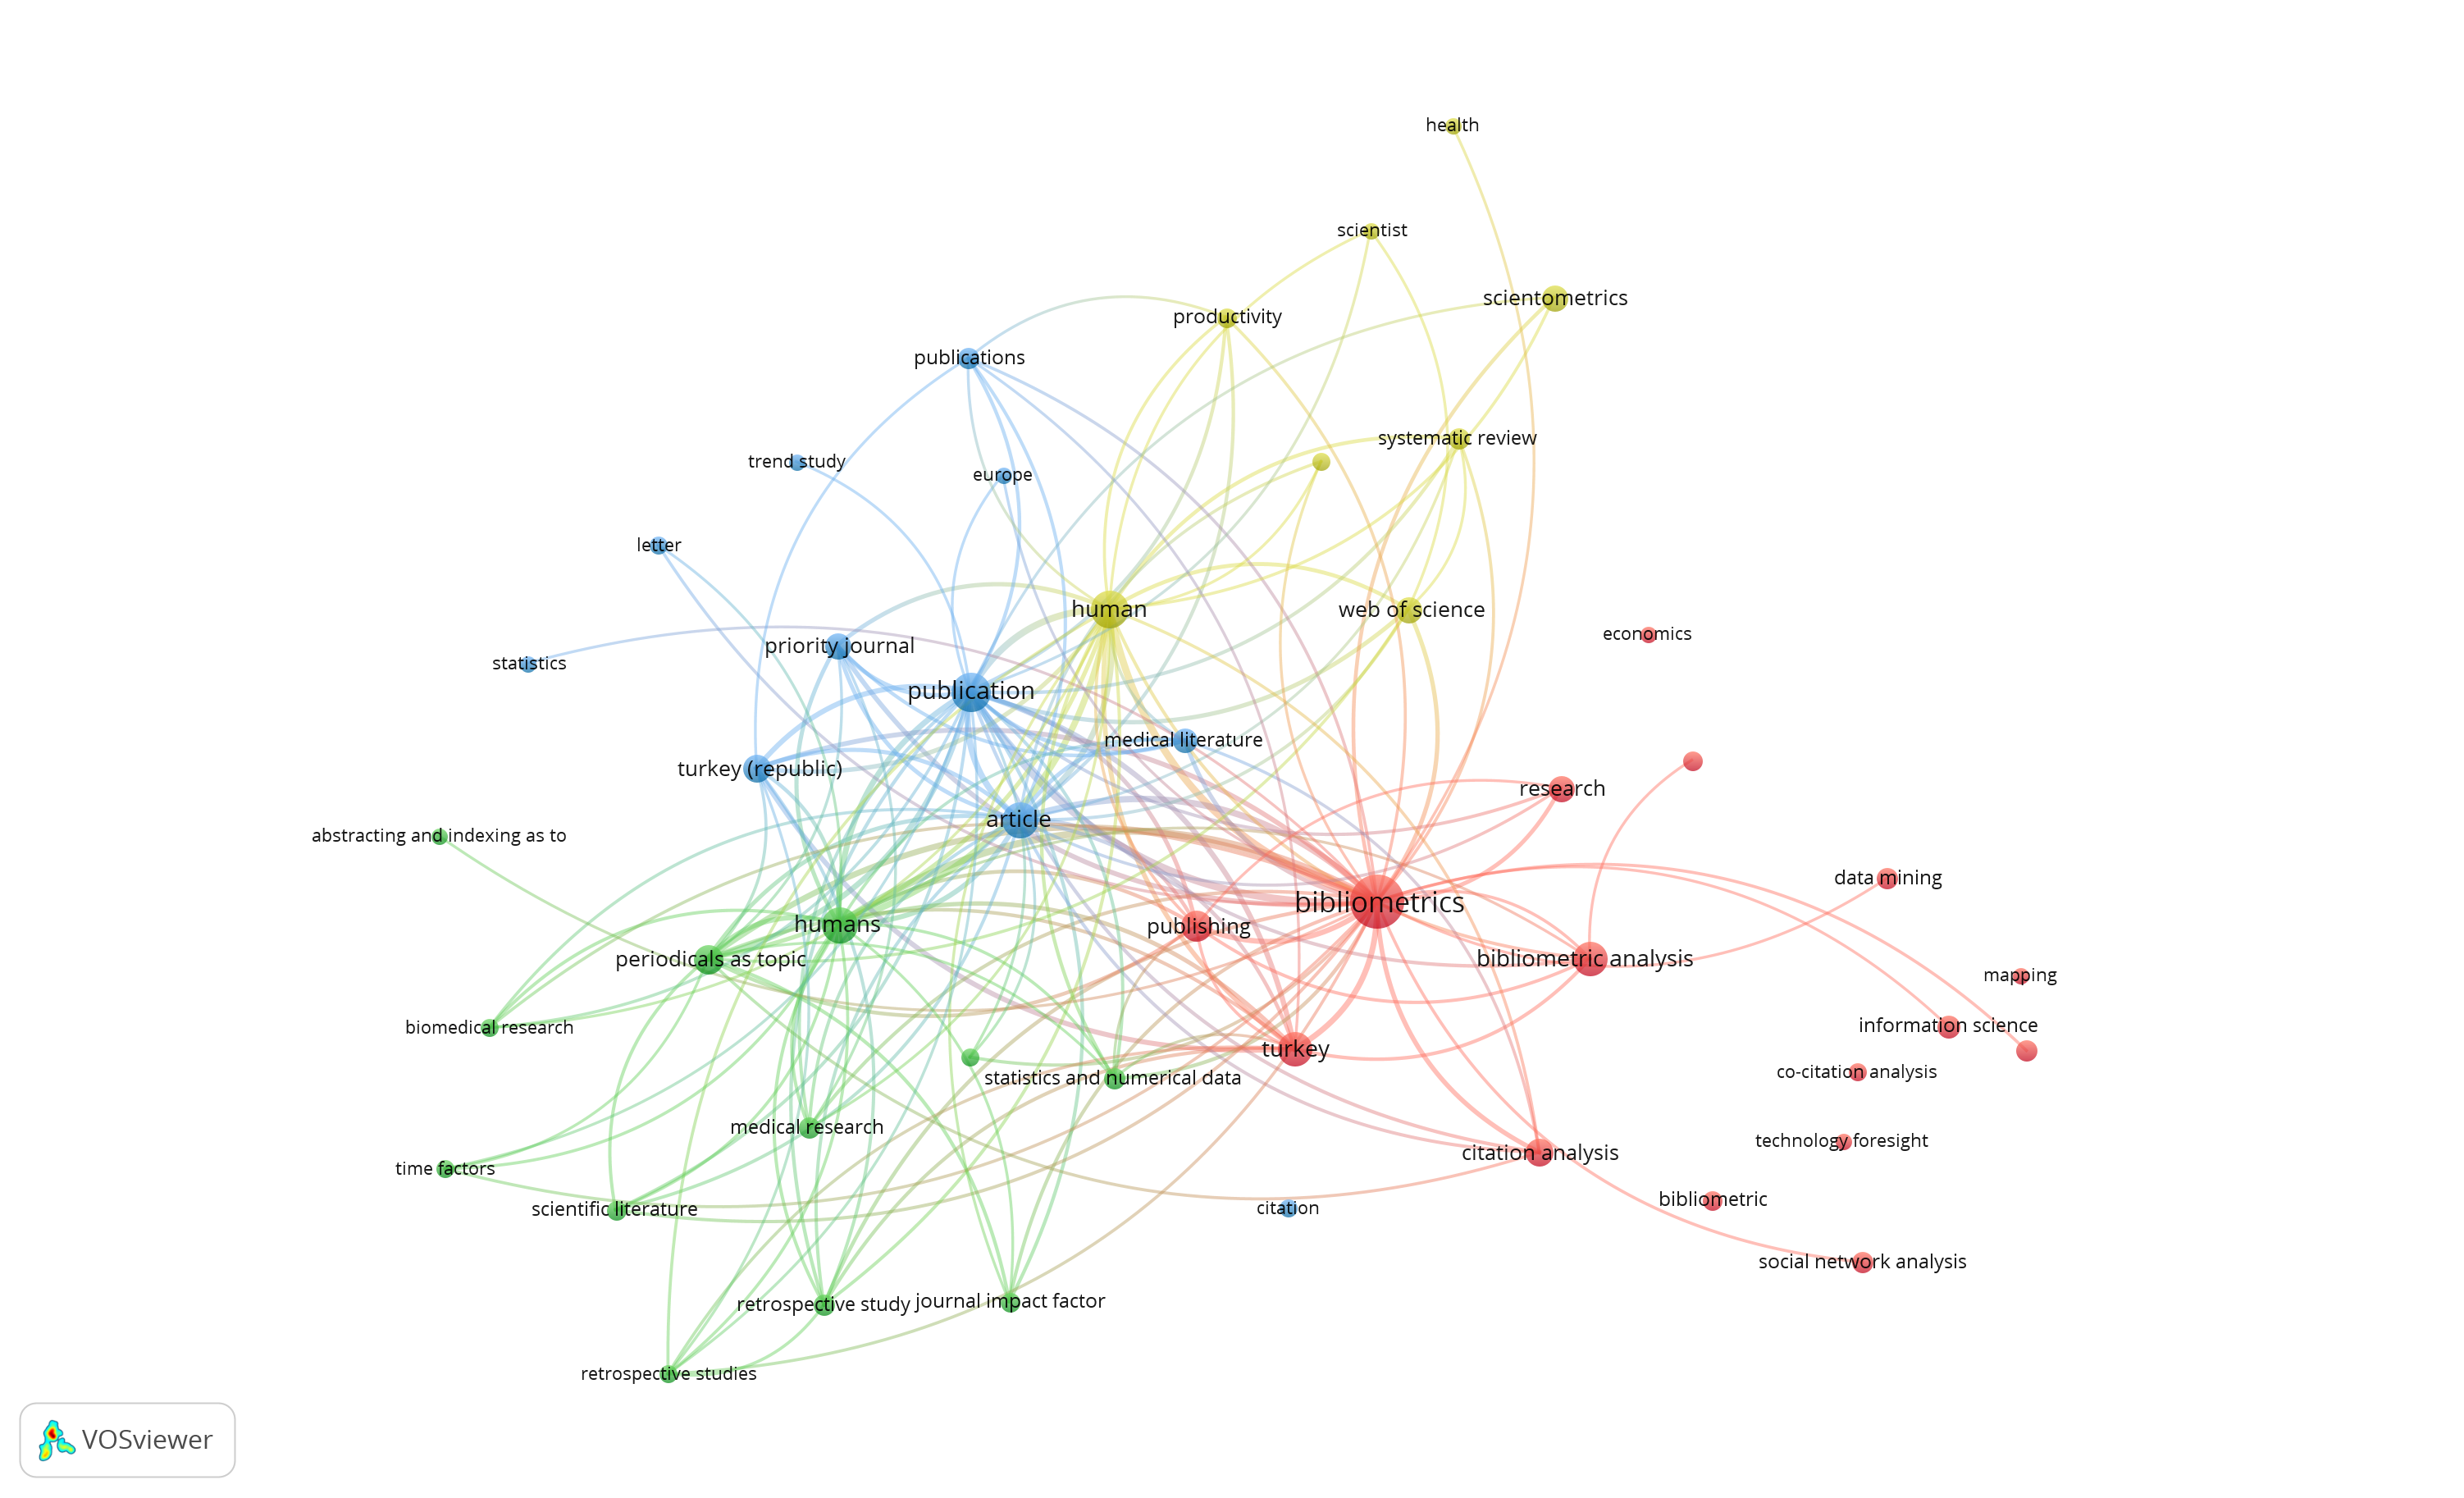 health
scientist
scientometrics
productivity
publications
systematic review
trend study
europe
letter
human
web of science
economics
priority journal
statistics
publication
medical literature
turkey (republic)
research
article
abstracting and indexing as to
data mining
bibliometrics
humans
publishing
periodicals as topic
bibliometric analysis
mapping
biomedical research
information science
turkey
statistics and numerical data
co-citation analysis
medical research
technology foresight
citation analysis
time factors
bibliometric
scientific literature
citation
social network analysis
retrospective study
journal impact factor
retrospective studies
VOSviewer